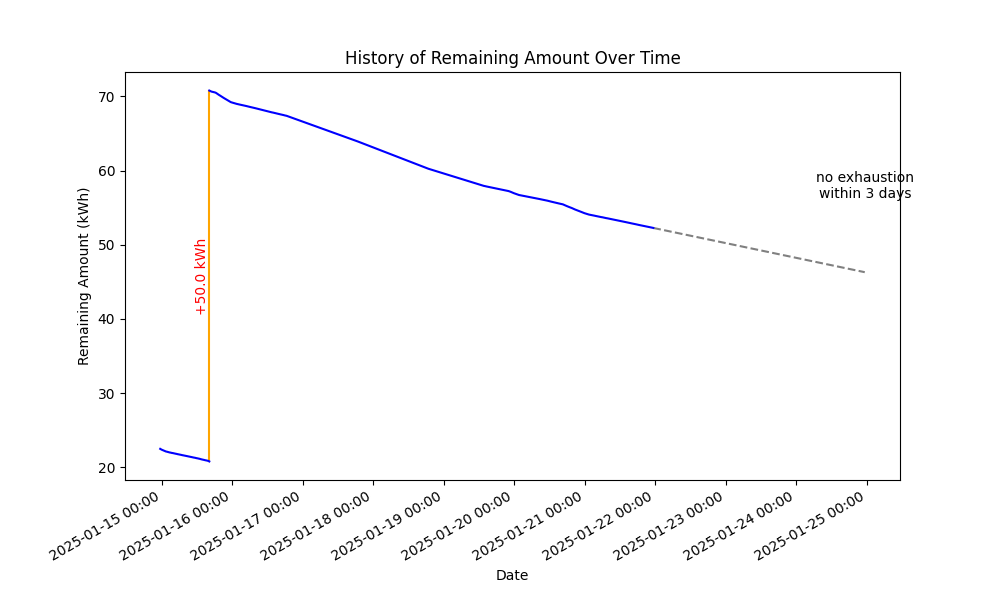 History of Remaining Amount Over Time
70
60
50
40
30
20
Remaining Amount (kWh)
+50.0 kWh
no exhaustion
within 3 days
2025-01-15 00:00
2025-01-16 00:00
2025-01-17 00:00
2025-01-18 00:00
2025-01-19 00:00
2025-01-20 00:00
2025-01-21 00:00
2025-01-22 00:00
2025-01-23 00:00
2025-01-24 00:00
2025-01-25 00:00
Date